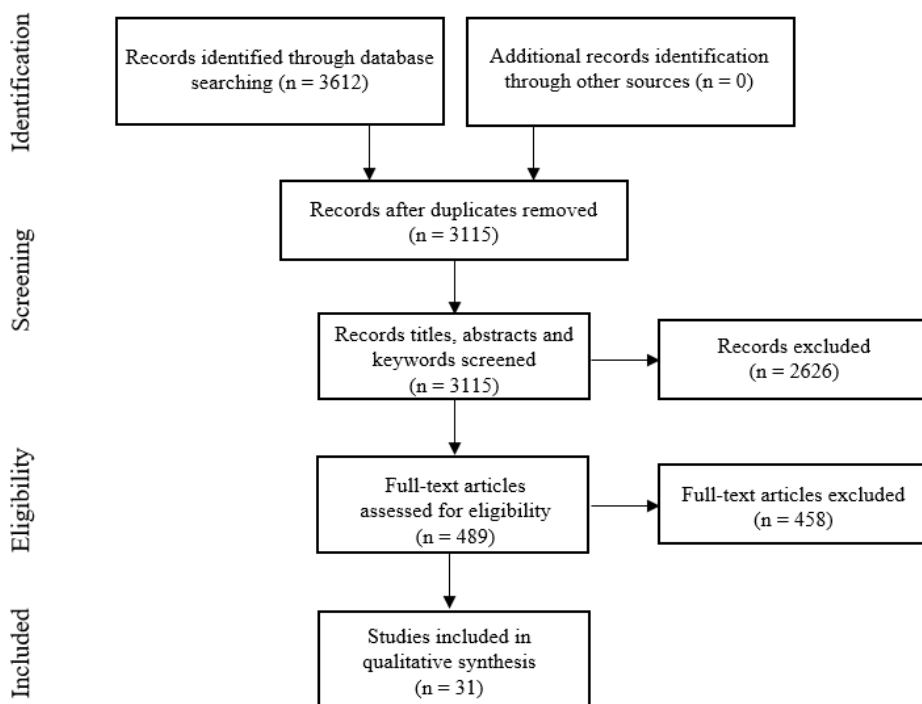 Identification
Records identified through database
searching (n = 3612)
Additional records identification
through other sources (n = 0)
Screening
Records after duplicates removed
(n = 3115)
Records titles, abstracts and
keywords screened
(n = 3115)
Records excluded
(n = 2626)
Eligibility
Full-text articles
assessed for eligibility
(n = 489)
Full-text articles excluded
(n = 458)
Included
Studies included in
qualitative synthesis
(n = 31)